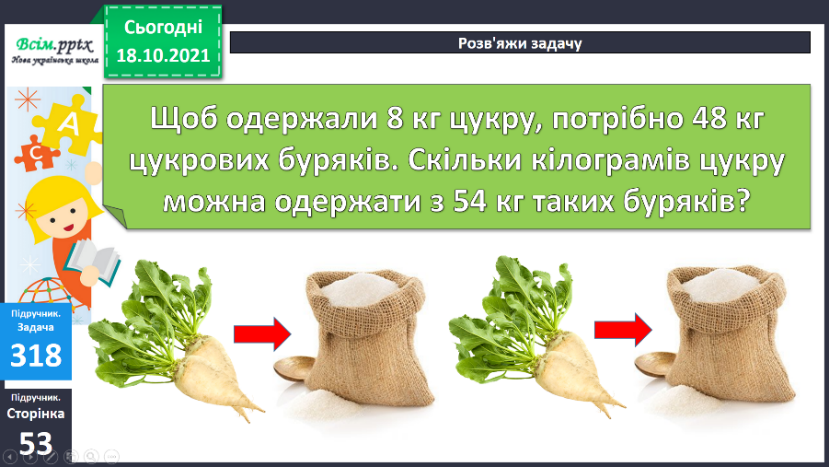 Всім.pptx
Нова українська школа
Сьогодні
18.10.2021
Розв'яжи задачу
Щоб одержали 8 кг цукру, потрібно 48 кг
цукрових буряків. Скільки кілограмів цукру
можна одержати з 54 кг таких буряків?
А
С
Підручник.
Задача
318
Підручник.
Сторінка
53